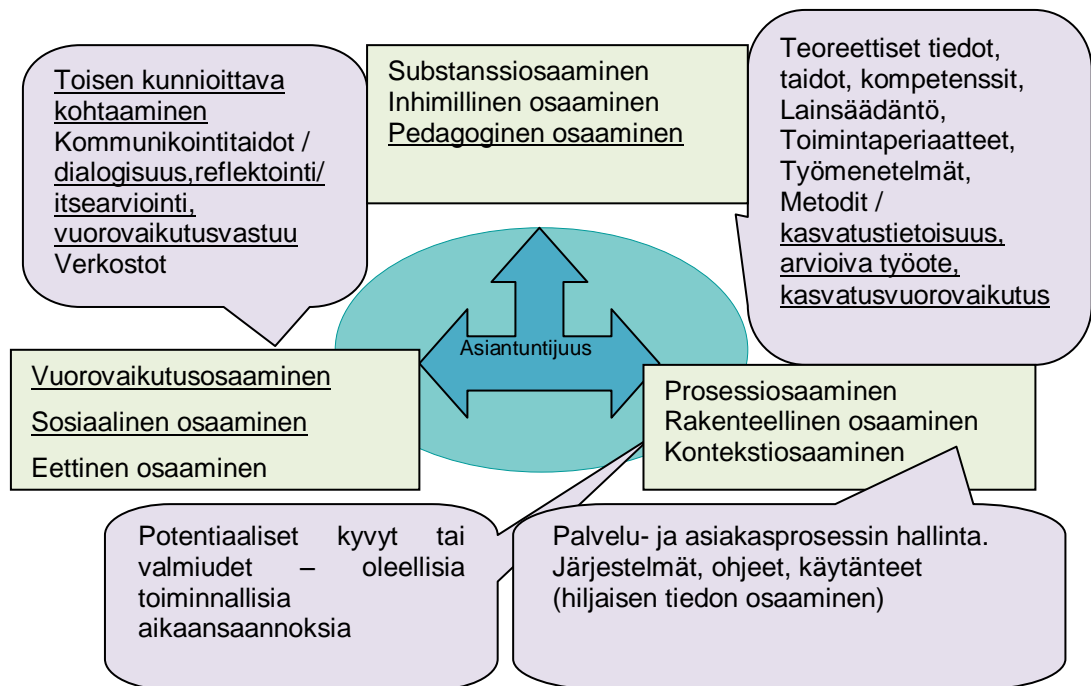 Toisen kunnioittava
kohtaaminen
Kommunikointitaidot /
dialogisuus,reflektointi/
itsearviointi,
vuorovaikutusvastuu
Verkostot
Substanssiosaaminen
Inhimillinen osaaminen
Pedagoginen osaaminen
Teoreettiset tiedot,
taidot, kompetenssit,
Lainsäädäntö,
Toimintaperiaatteet,
Työmenetelmät,
Metodit /
kasvatustietoisuus,
arvioiva työote,
kasvatusvuorovaikutus
Asiantuntijuus
Vuorovaikutusosaaminen
Sosiaalinen osaaminen
Eettinen osaaminen
Prosessiosaaminen
Rakenteellinen osaaminen
Kontekstiosaaminen
Potentiaaliset kyvyt tai
valmiudet – oleellisia
toiminnallisia
aikaansaannoksia
Palvelu- ja asiakasprosessin hallinta.
Järjestelmät, ohjeet, käytänteet
(hiljaisen tiedon osaaminen)